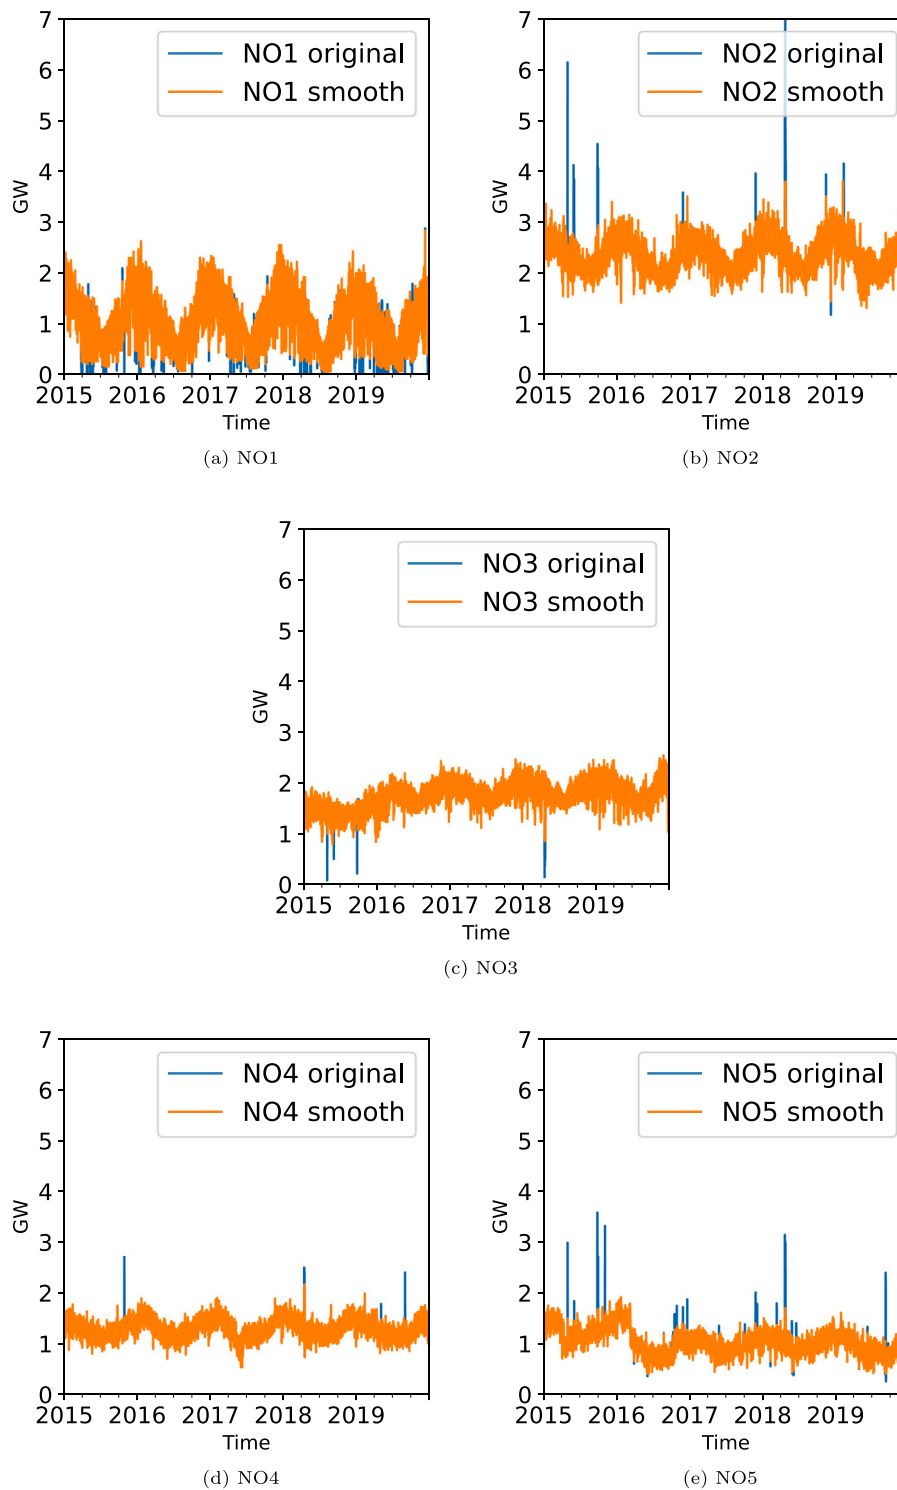 7
6
5
4
3
2
1
0
GW
NO1 original
NO1 smooth
2015 2016 2017 2018 2019
Time
(a) NO1
7
6
5
4
3
2
1
0
GW
NO2 original
NO2 smooth
2015 2016 2017 2018 2019
Time
(b) NO2
7
6
5
4
3
2
1
0
GW
NO3 original
NO3 smooth
2015 2016 2017 2018 2019
Time
(c) NO3
7
6
5
4
3
2
1
0
GW
NO4 original
NO4 smooth
2015 2016 2017 2018 2019
Time
(d) NO4
7
6
5
4
3
2
1
0
GW
NO5 original
NO5 smooth
2015 2016 2017 2018 2019
Time
(e) NO5